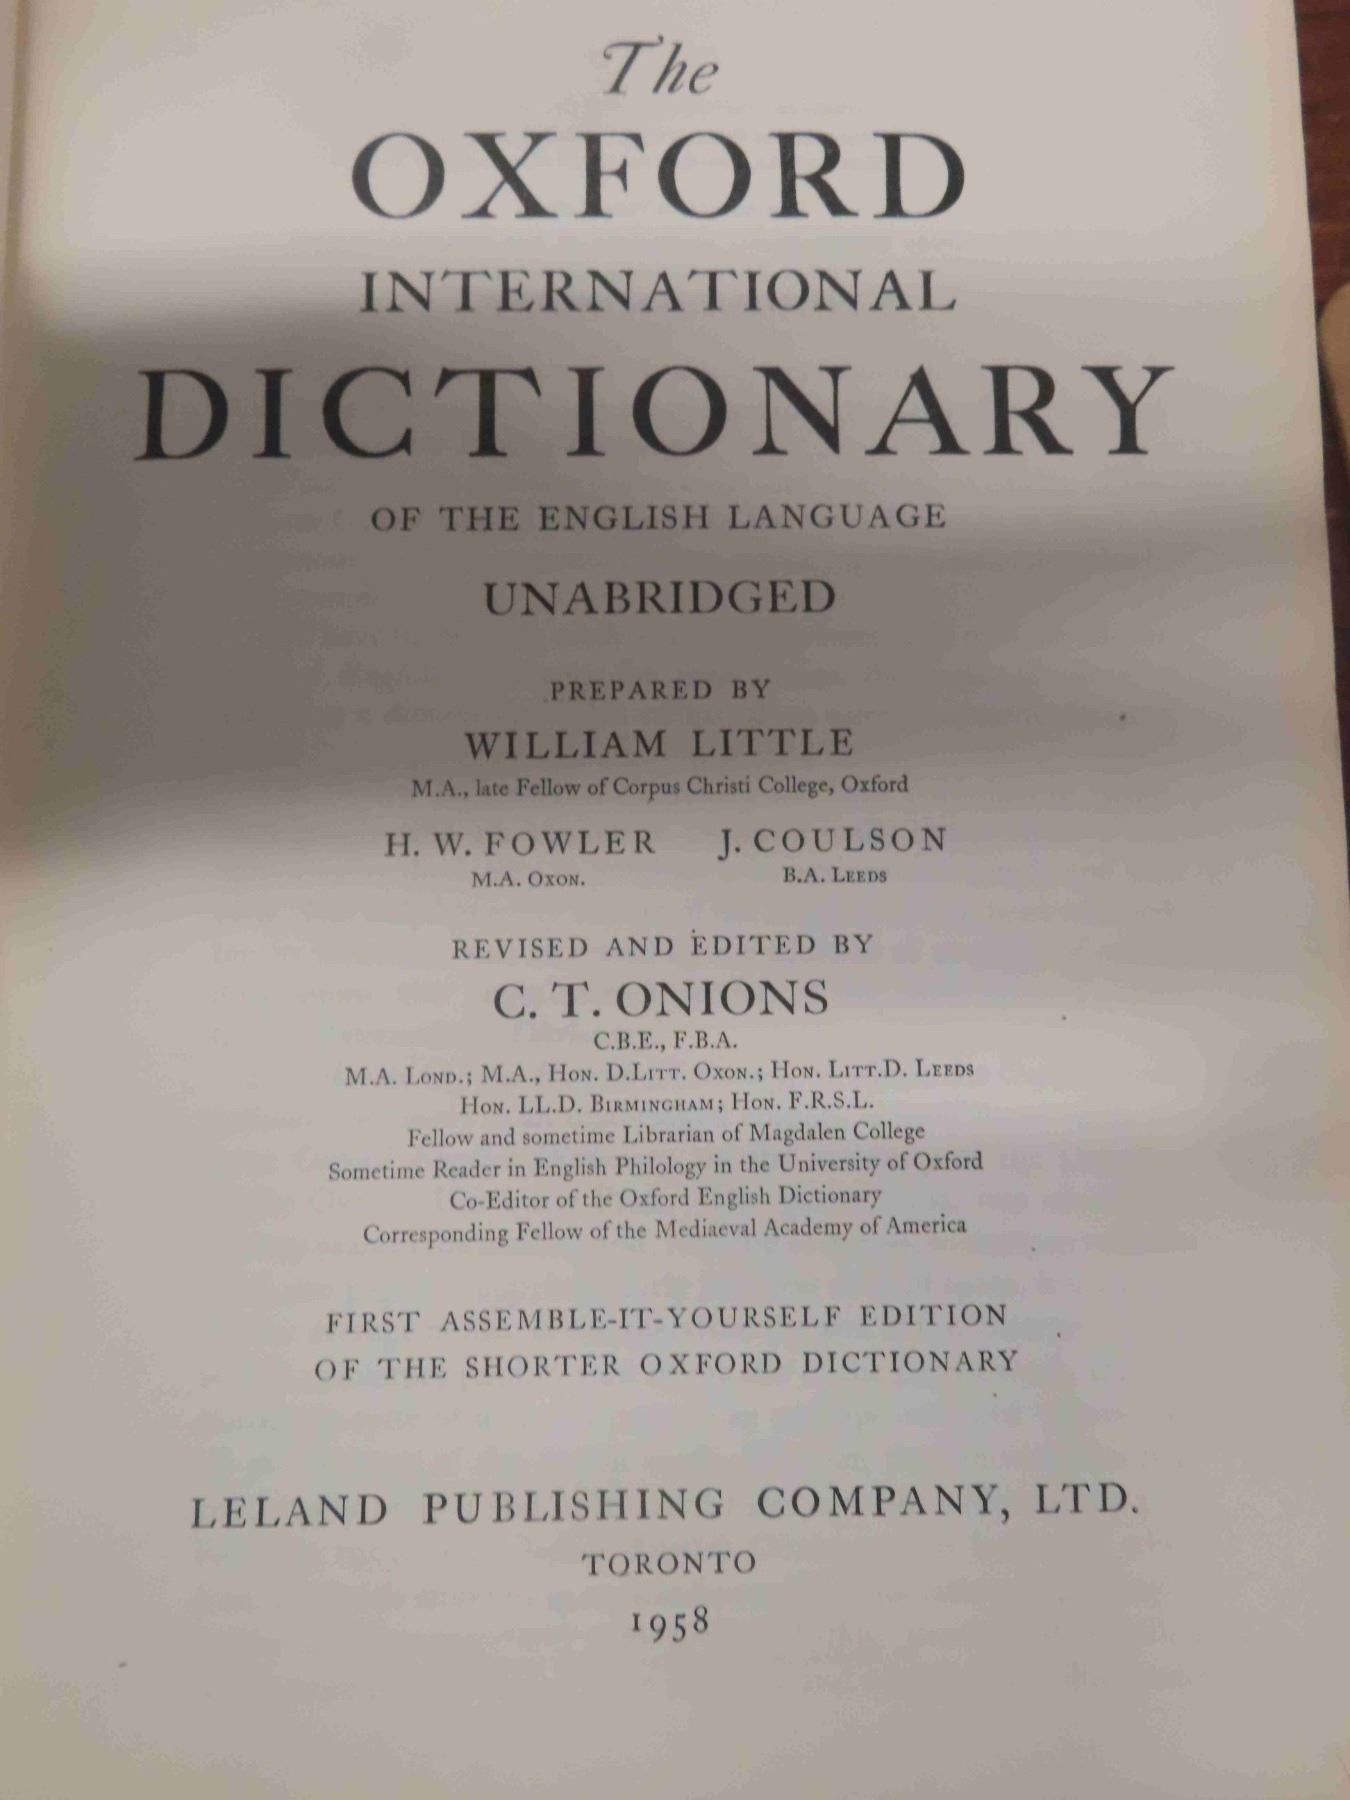 The
OXFORD
INTERNATIONAL
DICTIONARY
OF THE ENGLISH LANGUAGE
UNABRIDGED
PREPARED BY
WILLIAM LITTLE
M.A., late Fellow of Corpus Christi College, Oxford
H. W. FOWLER J. COULSON
M.A. OXON. B.A. LEEDS
REVISED AND EDITED BY
C. T. ONIONS
C.B.E., F.B.A.
M.A. LOND.; M.A., HON. D.LITT. OXON.; HON. LITT.D. LEEDS
HON. LL.D. BIRMINGHAM; HON. F.R.S.L.
Fellow and sometime Librarian of Magdalen College
Sometime Reader in English Philology in the University of Oxford
Co-Editor of the Oxford English Dictionary
Corresponding Fellow of the Mediaeval Academy of America
FIRST ASSEMBLE-IT-YOURSELF EDITION
OF THE SHORTER OXFORD DICTIONARY
LELAND PUBLISHING COMPANY, LTD.
TORONTO
1958